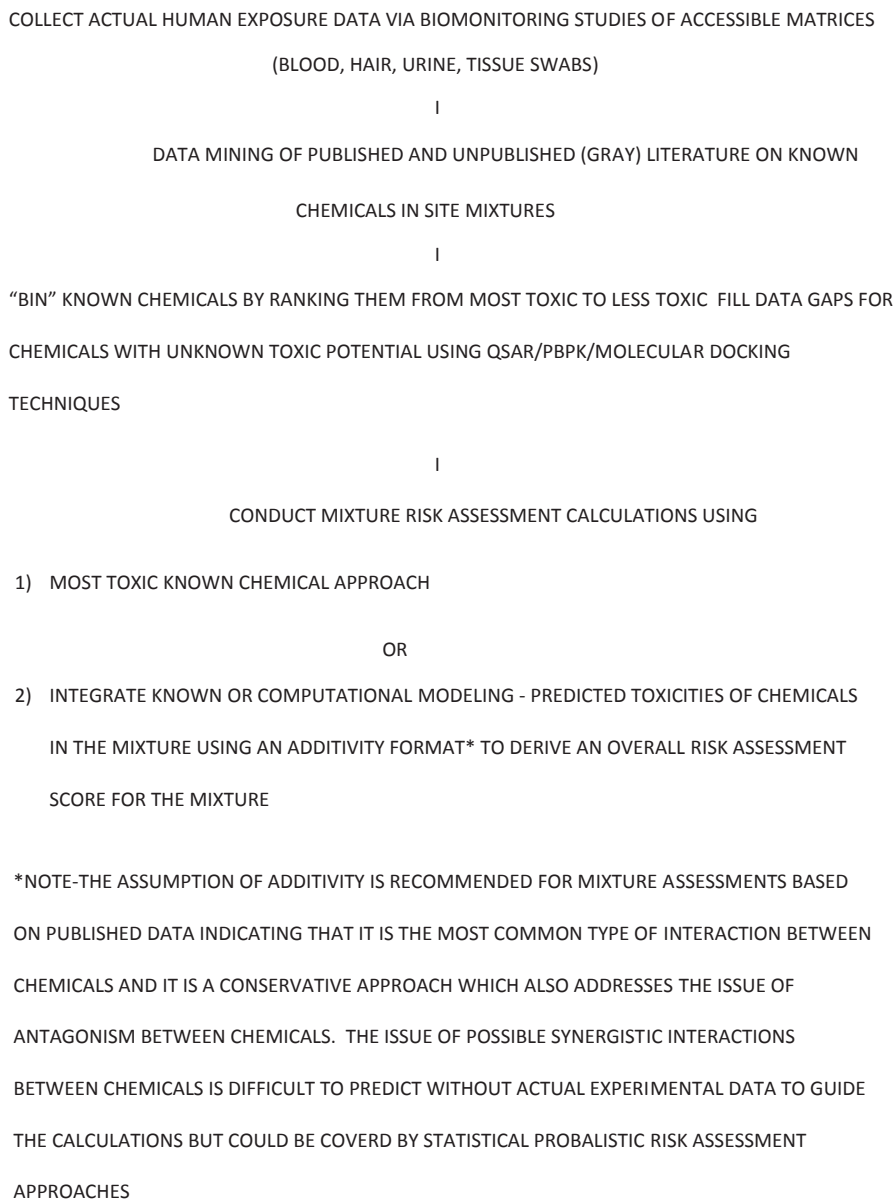 COLLECT ACTUAL HUMAN EXPOSURE DATA VIA BIOMONITORING STUDIES OF ACCESSIBLE MATRICES
(BLOOD, HAIR, URINE, TISSUE SWABS)
I
DATA MINING OF PUBLISHED AND UNPUBLISHED (GRAY) LITERATURE ON KNOWN
CHEMICALS IN SITE MIXTURES
I
“BIN” KNOWN CHEMICALS BY RANKING THEM FROM MOST TOXIC TO LESS TOXIC FILL DATA GAPS FOR
CHEMICALS WITH UNKNOWN TOXIC POTENTIAL USING QSAR/PBPK/MOLECULAR DOCKING
TECHNIQUES
I
CONDUCT MIXTURE RISK ASSESSMENT CALCULATIONS USING
1) MOST TOXIC KNOWN CHEMICAL APPROACH
OR
2) INTEGRATE KNOWN OR COMPUTATIONAL MODELING - PREDICTED TOXICITIES OF CHEMICALS
IN THE MIXTURE USING AN ADDITIVITY FORMAT* TO DERIVE AN OVERALL RISK ASSESSMENT
SCORE FOR THE MIXTURE
*NOTE-THE ASSUMPTION OF ADDITIVITY IS RECOMMENDED FOR MIXTURE ASSESSMENTS BASED
ON PUBLISHED DATA INDICATING THAT IT IS THE MOST COMMON TYPE OF INTERACTION BETWEEN
CHEMICALS AND IT IS A CONSERVATIVE APPROACH WHICH ALSO ADDRESSES THE ISSUE OF
ANTAGONISM BETWEEN CHEMICALS. THE ISSUE OF POSSIBLE SYNERGISTIC INTERACTIONS
BETWEEN CHEMICALS IS DIFFICULT TO PREDICT WITHOUT ACTUAL EXPERIMENTAL DATA TO GUIDE
THE CALCULATIONS BUT COULD BE COVERD BY STATISTICAL PROBALISTIC RISK ASSESSMENT
APPROACHES